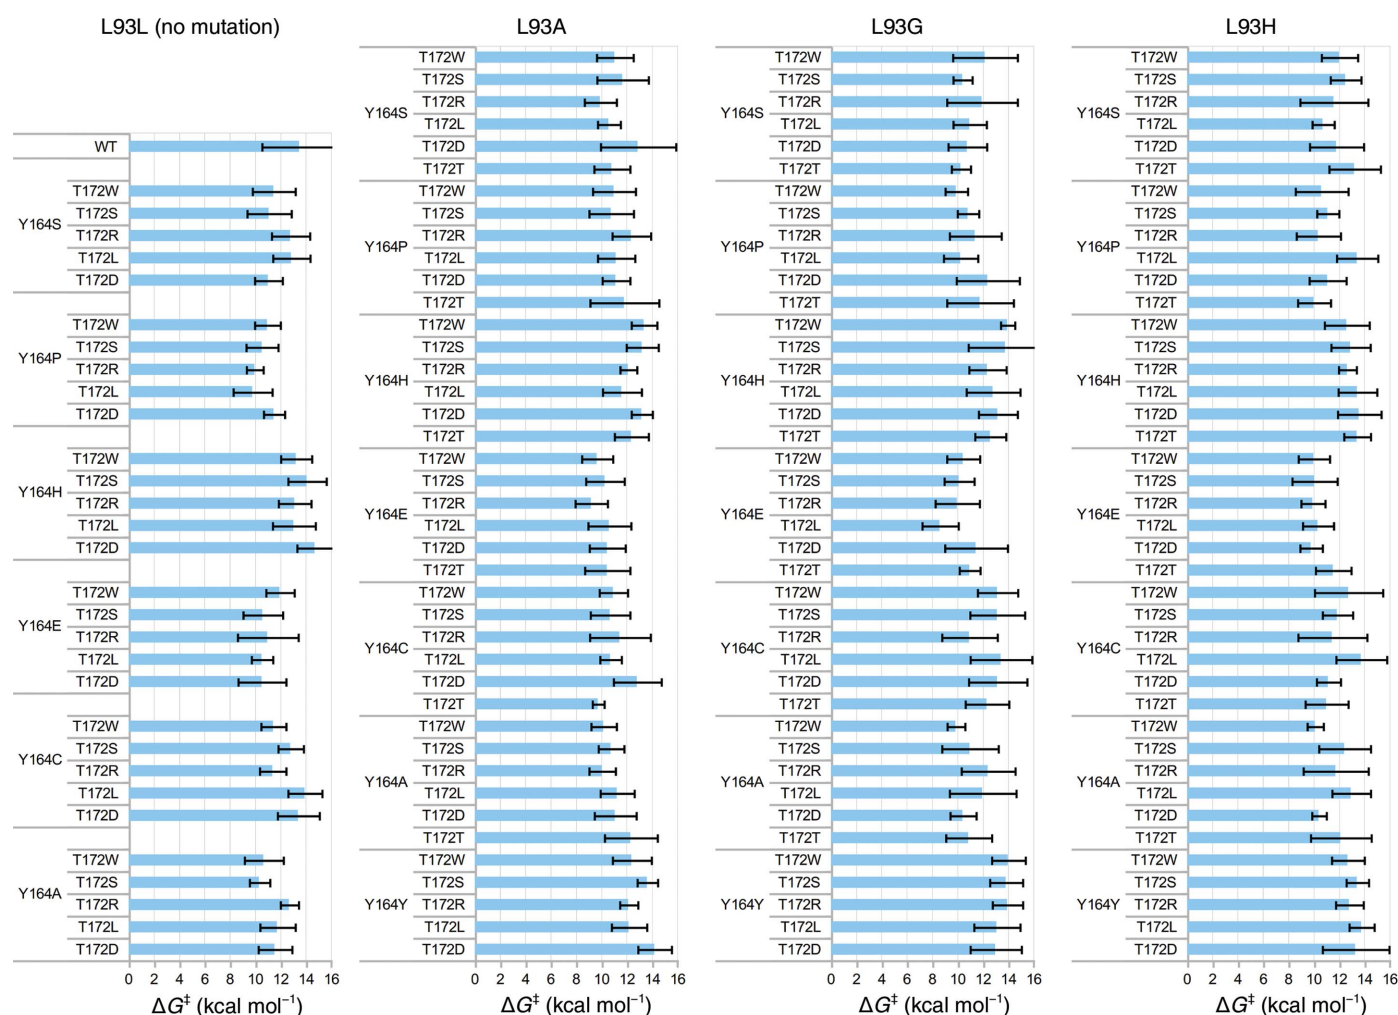 L93L (no mutation)
WT
Y164S
T172W
T172S
T172R
T172L
T172D
Y164P
T172W
T172S
T172R
T172L
T172D
Y164H
T172W
T172S
T172R
T172L
T172D
Y164E
T172W
T172S
T172R
T172L
T172D
Y164C
T172W
T172S
T172R
T172L
T172D
Y164A
T172W
T172S
T172R
T172L
T172D
0 2 4 6 8 10 12 14 16
ΔG‡ (kcal mol⁻¹)
L93A
Y164S
T172W
T172S
T172R
T172L
T172D
T172T
Y164P
T172W
T172S
T172R
T172L
T172D
T172T
Y164H
T172W
T172S
T172R
T172L
T172D
T172T
Y164E
T172W
T172S
T172R
T172L
T172D
T172T
Y164C
T172W
T172S
T172R
T172L
T172D
T172T
Y164A
T172W
T172S
T172R
T172L
T172D
T172T
Y164Y
T172W
T172S
T172R
T172L
T172D
0 2 4 6 8 10 12 14 16
ΔG‡ (kcal mol⁻¹)
L93G
Y164S
T172W
T172S
T172R
T172L
T172D
T172T
Y164P
T172W
T172S
T172R
T172L
T172D
T172T
Y164H
T172W
T172S
T172R
T172L
T172D
T172T
Y164E
T172W
T172S
T172R
T172L
T172D
T172T
Y164C
T172W
T172S
T172R
T172L
T172D
T172T
Y164A
T172W
T172S
T172R
T172L
T172D
T172T
Y164Y
T172W
T172S
T172R
T172L
T172D
0 2 4 6 8 10 12 14 16
ΔG‡ (kcal mol⁻¹)
L93H
Y164S
T172W
T172S
T172R
T172L
T172D
T172T
Y164P
T172W
T172S
T172R
T172L
T172D
T172T
Y164H
T172W
T172S
T172R
T172L
T172D
T172T
Y164E
T172W
T172S
T172R
T172L
T172D
T172T
Y164C
T172W
T172S
T172R
T172L
T172D
T172T
Y164A
T172W
T172S
T172R
T172L
T172D
T172T
Y164Y
T172W
T172S
T172R
T172L
T172D
0 2 4 6 8 10 12 14 16
ΔG‡ (kcal mol⁻¹)